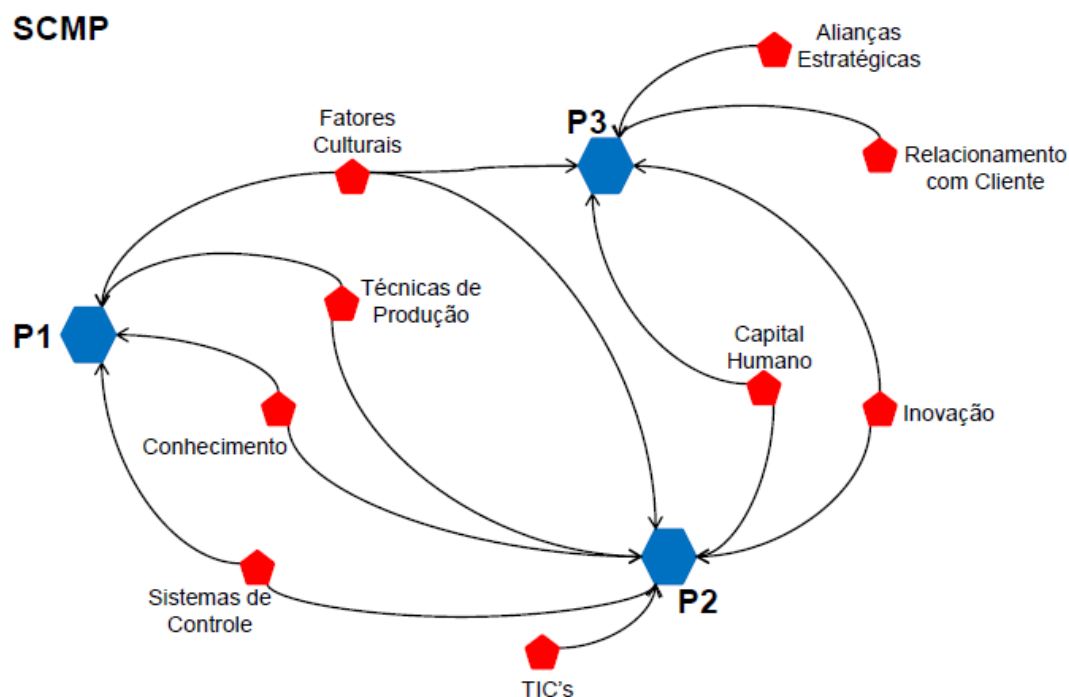 SCMP
Alianças
Estratégicas
P3
Fatores
Culturais
Relacionamento
com Cliente
Técnicas de
Produção
P1
Capital
Humano
Inovação
Conhecimento
Sistemas de
Controle
P2
TIC's